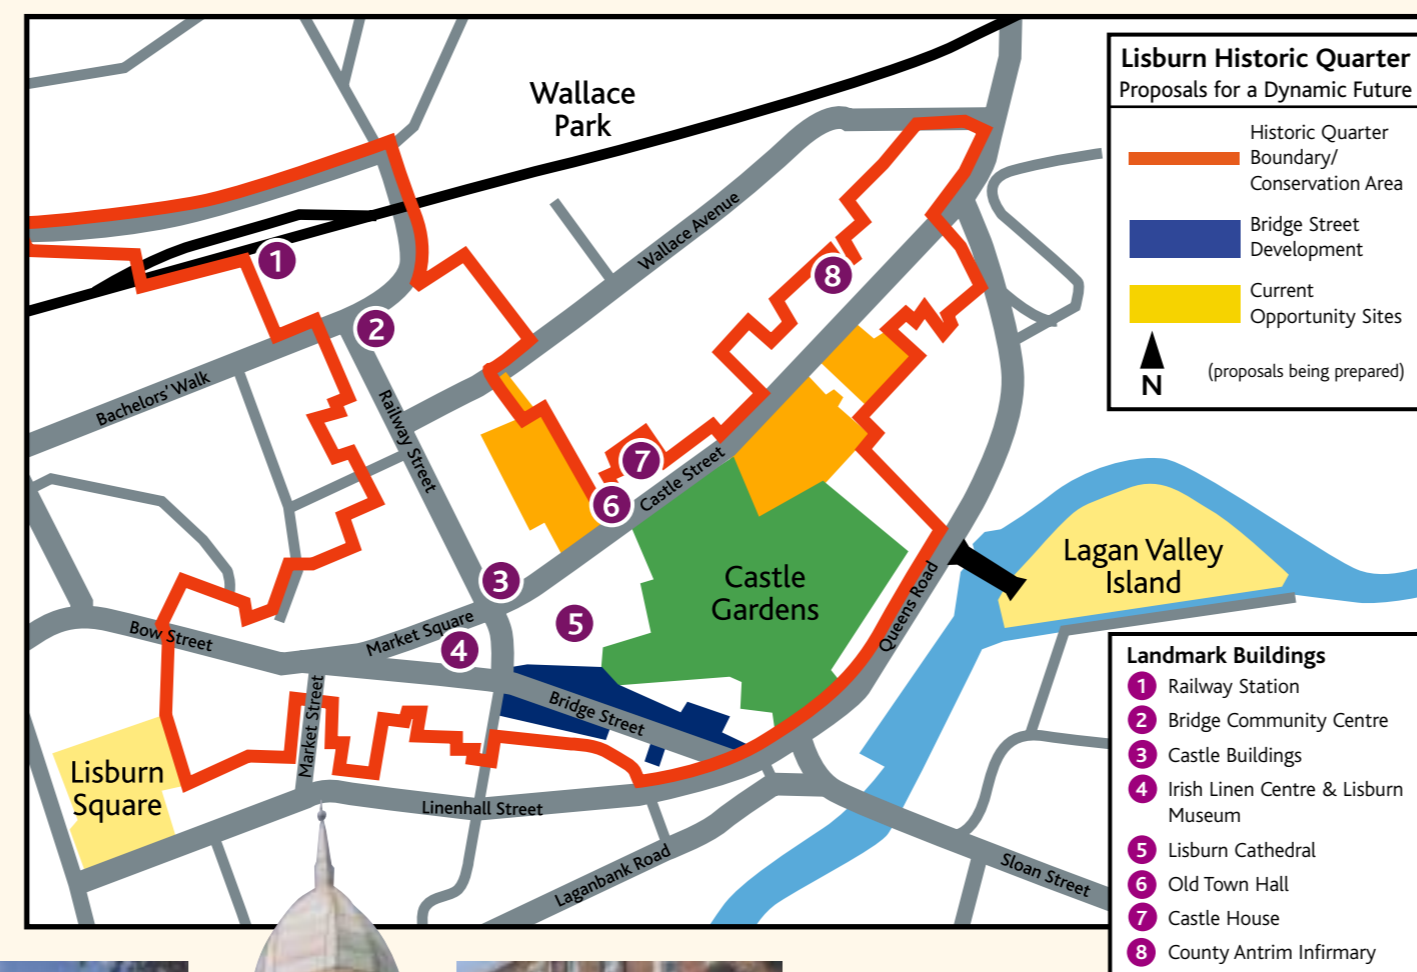 Wallace
Park
Wallace Avenue
Bachelors' Walk
Railway Street
Castle Street
Castle
Gardens
Queens Road
Lagan Valley
Island
Bow Street
Market Square
Market Street
Bridge Street
Lisburn
Square
Linenhall Street
Laganbank Road
Sloan Street
1
2
3
4
5
6
7
8
Lisburn Historic Quarter
Proposals for a Dynamic Future
Historic Quarter
Boundary/
Conservation Area
Bridge Street
Development
Current
Opportunity Sites
N
(proposals being prepared)
Landmark Buildings
1 Railway Station
2 Bridge Community Centre
3 Castle Buildings
4 Irish Linen Centre & Lisburn
Museum
5 Lisburn Cathedral
6 Old Town Hall
7 Castle House
8 County Antrim Infirmary